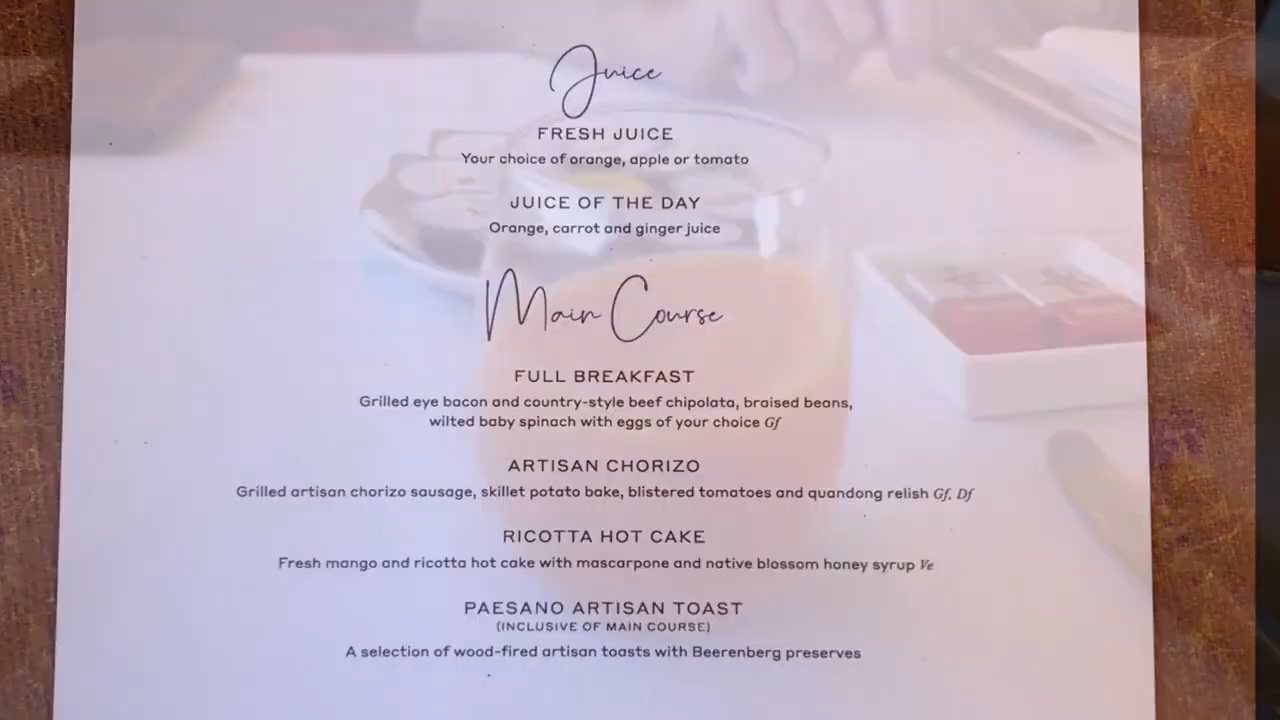 Juice
FRESH JUICE
Your choice of orange, apple or tomato
JUICE OF THE DAY
Orange, carrot and ginger juice
Main Course
FULL BREAKFAST
Grilled eye bacon and country-style beef chipolata, braised beans,
wilted baby spinach with eggs of your choice Gf
ARTISAN CHORIZO
Grilled artisan chorizo sausage, skillet potato bake, blistered tomatoes and quandong relish Gf, Df
RICOTTA HOT CAKE
Fresh mango and ricotta hot cake with mascarpone and native blossom honey syrup Ve
PAESANO ARTISAN TOAST
(INCLUSIVE OF MAIN COURSE)
A selection of wood-fired artisan toasts with Beerenberg preserves